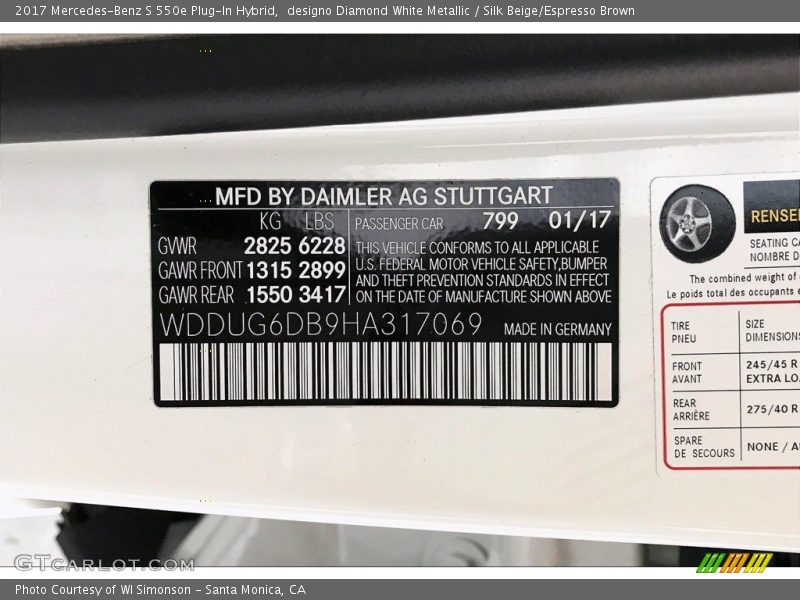 2017 Mercedes-Benz S 550e Plug-In Hybrid, designo Diamond White Metallic / Silk Beige/Espresso Brown
MFD BY DAIMLER AG STUTTGART
KG LBS
GVWR 2825 6228
GAWR FRONT 1315 2899
GAWR REAR 1550 3417
PASSENGER CAR 799 01/17
THIS VEHICLE CONFORMS TO ALL APPLICABLE
U.S. FEDERAL MOTOR VEHICLE SAFETY,BUMPER
AND THEFT PREVENTION STANDARDS IN EFFECT
ON THE DATE OF MANUFACTURE SHOWN ABOVE
WDDUG6DB9HA317069 MADE IN GERMANY
SEATING
NOMBRE
The combined weight of
Le poids total des occupants
TIRE SIZE
PNEU DIMENSIONS
FRONT 245/45 R
AVANT EXTRA
REAR 275/40 R
ARRIÈRE
SPARE NONE /
DE SECOURS
GTCARLOT.COM
Photo Courtesy of WI Simonson - Santa Monica, CA